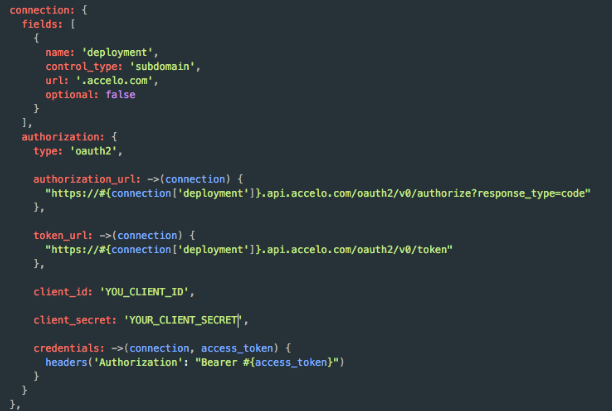 connection: {
fields: [
{
name: 'deployment',
control_type: 'subdomain',
url: '.accelo.com',
optional: false
}
],
authorization: {
type: 'oauth2',
authorization_url: ->(connection) {
"https://#{connection['deployment']}.api.accelo.com/oauth2/v0/authorize?response_type=code"
},
token_url: ->(connection) {
"https://#{connection['deployment']}.api.accelo.com/oauth2/v0/token"
},
client_id: 'YOU_CLIENT_ID',
client_secret: 'YOUR_CLIENT_SECRET',
credentials: ->(connection, access_token) {
headers('Authorization': "Bearer #{access_token}")
}
}
},